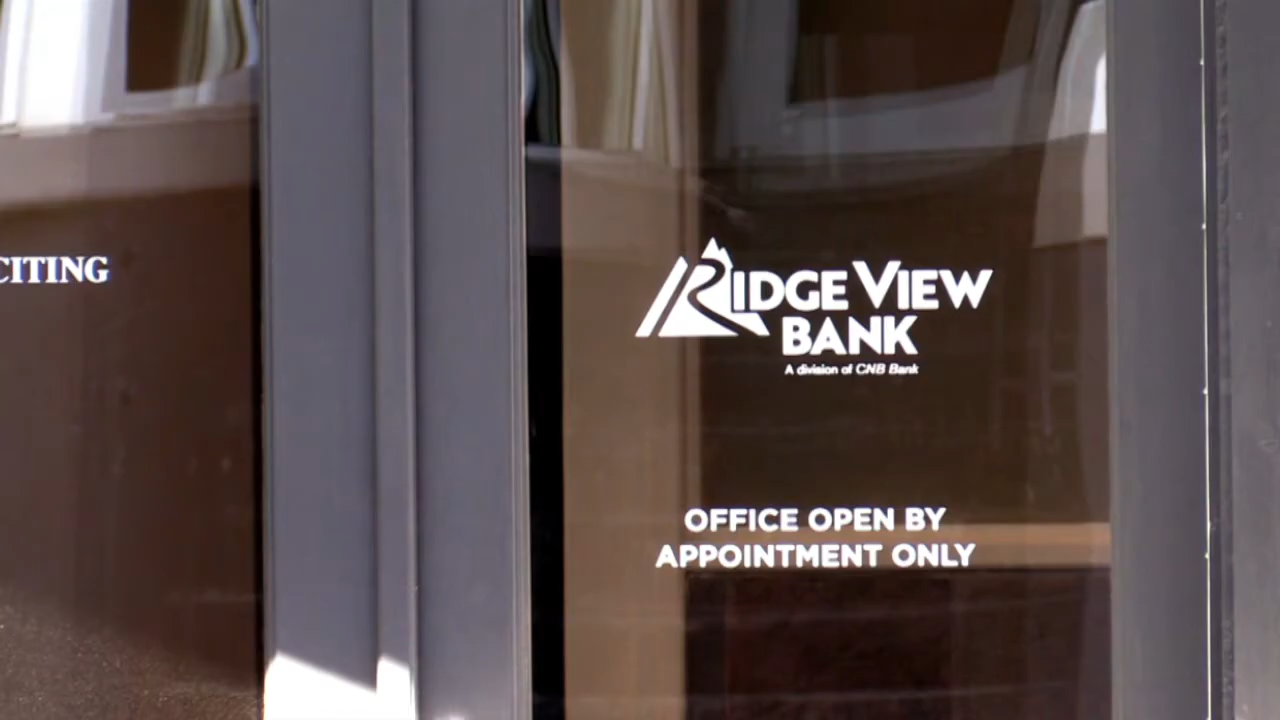 CITING
RIDGE VIEW
BANK
A division of CNB Bank
OFFICE OPEN BY
APPOINTMENT ONLY